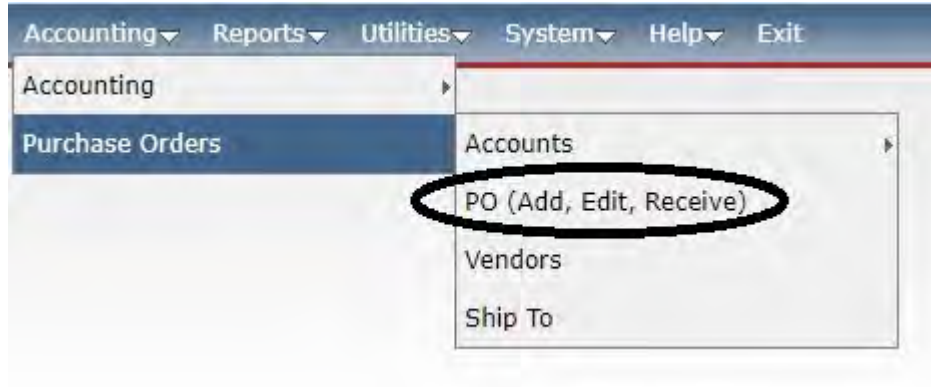 Accounting Reports Utilities System Help Exit
Accounting
Purchase Orders
Accounts
PO (Add, Edit, Receive)
Vendors
Ship To